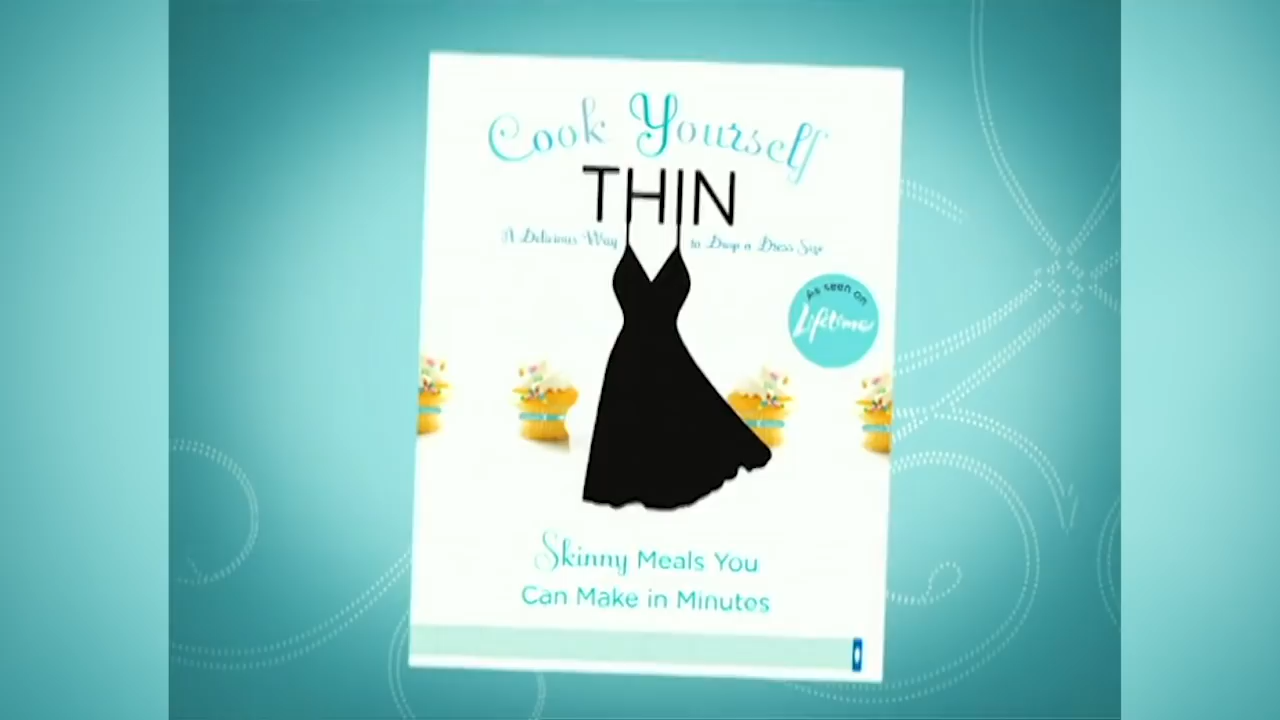 Cook Yourself
THIN
A Delicious Way to Drop a Dress Size
As seen on
Lifetime
Skinny Meals You
Can Make in Minutes